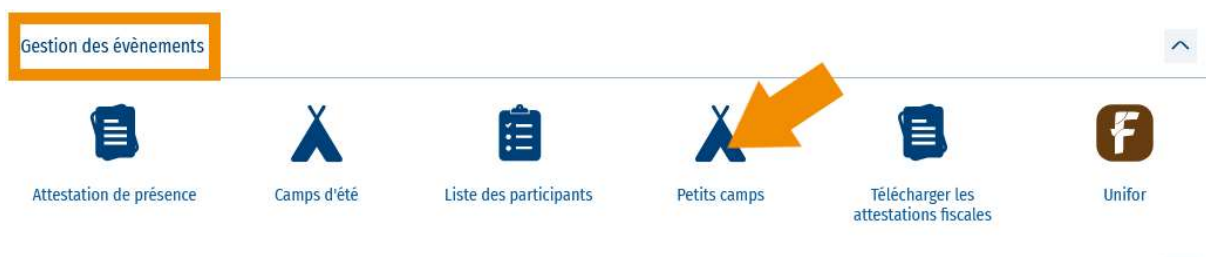 Gestion des évènements
Attestation de présence
Camps d'été
Liste des participants
Petits camps
Télécharger les
attestations fiscales
Unifor